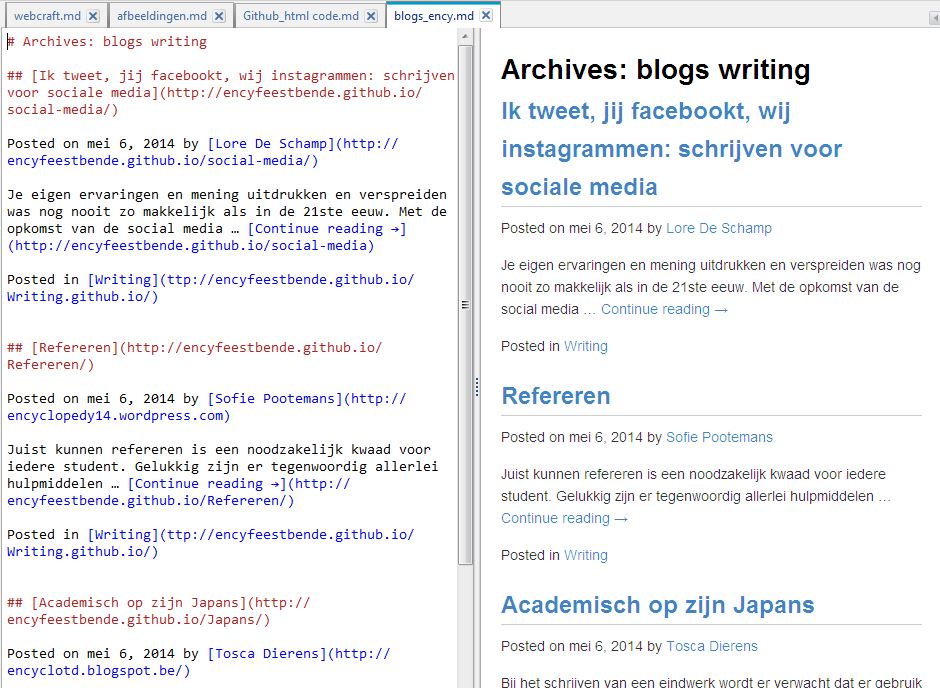 webcraft.md
afbeeldingen.md
Github_html code.md
blogs_ency.md
# Archives: blogs writing
## [Ik tweet, jij facebookt, wij instagrammen: schrijven
voor sociale media](http://encyfeestbende.github.io/
social-media/)
Posted on mei 6, 2014 by [Lore De Schamp](http://
encyfeestbende.github.io/social-media/)
Je eigen ervaringen en mening uitdrukken en verspreiden
was nog nooit zo makkelijk als in de 21ste eeuw. Met de
opkomst van de social media … [Continue reading →]
(http://encyfeestbende.github.io/social-media)
Posted in [Writing](ttp://encyfeestbende.github.io/
Writing.github.io/)
## [Refereren](http://encyfeestbende.github.io/
Refereren/)
Posted on mei 6, 2014 by [Sofie Pootemans](http://
encyclopedy14.wordpress.com)
Juist kunnen refereren is een noodzakelijk kwaad voor
iedere student. Gelukkig zijn er tegenwoordig allerlei
hulpmiddelen … [Continue reading →](http://
encyfeestbende.github.io/Refereren/)
Posted in [Writing](ttp://encyfeestbende.github.io/
Writing.github.io/)
## [Academisch op zijn Japans](http://
encyfeestbende.github.io/Japans/)
Posted on mei 6, 2014 by [Tosca Dierens](http://
encyclotd.blogspot.be/)
Archives: blogs writing
Ik tweet, jij facebookt, wij
instagrammen: schrijven voor
sociale media
Posted on mei 6, 2014 by Lore De Schamp
Je eigen ervaringen en mening uitdrukken en verspreiden was nog
nooit zo makkelijk als in de 21ste eeuw. Met de opkomst van de
social media … Continue reading →
Posted in Writing
Refereren
Posted on mei 6, 2014 by Sofie Pootemans
Juist kunnen refereren is een noodzakelijk kwaad voor iedere
student. Gelukkig zijn er tegenwoordig allerlei hulpmiddelen …
Continue reading →
Posted in Writing
Academisch op zijn Japans
Posted on mei 6, 2014 by Tosca Dierens
Bij het schrijven van een eindwerk wordt er verwacht dat er gebruik